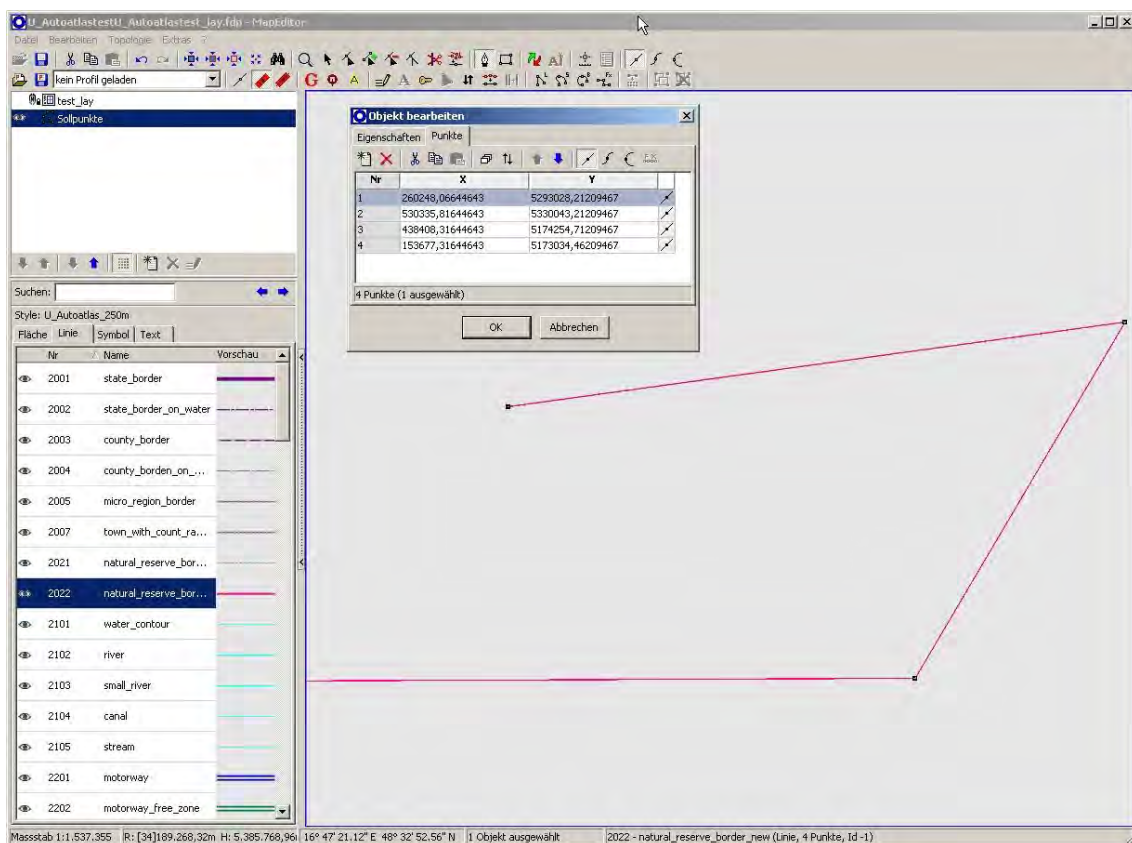 U_AutoatlastestU_Autoatlastest_lay.fdp - MapEditor
Datei Bearbeiten Topologie Extras ?
kein Profil geladen
test_lay
Sollpunkte
Suchen:
Style: U_Autoatlas_250m
Fläche Linie Symbol Text
Nr Name Vorschau
2001 state_border
2002 state_border_on_water
2003 county_border
2004 county_borden_on_...
2005 micro_region_border
2007 town_with_count_ra...
2021 natural_reserve_bor...
2022 natural_reserve_bor...
2101 water_contour
2102 river
2103 small_river
2104 canal
2105 stream
2201 motorway
2202 motorway_free_zone
Objekt bearbeiten
Eigenschaften Punkte
Nr X Y
1 260248,06644643 5293028,21209467
2 530335,81644643 5330043,21209467
3 438408,31644643 5174254,71209467
4 153677,31644643 5173034,46209467
4 Punkte (1 ausgewählt)
OK Abbrechen
Massstab 1:1.537.355 R: [34]189.268,32m H: 5.385.768,96 16° 47' 21.12" E 48° 32' 52.56" N 1 Objekt ausgewählt 2022 - natural_reserve_border_new (Linie, 4 Punkte, Id -1)